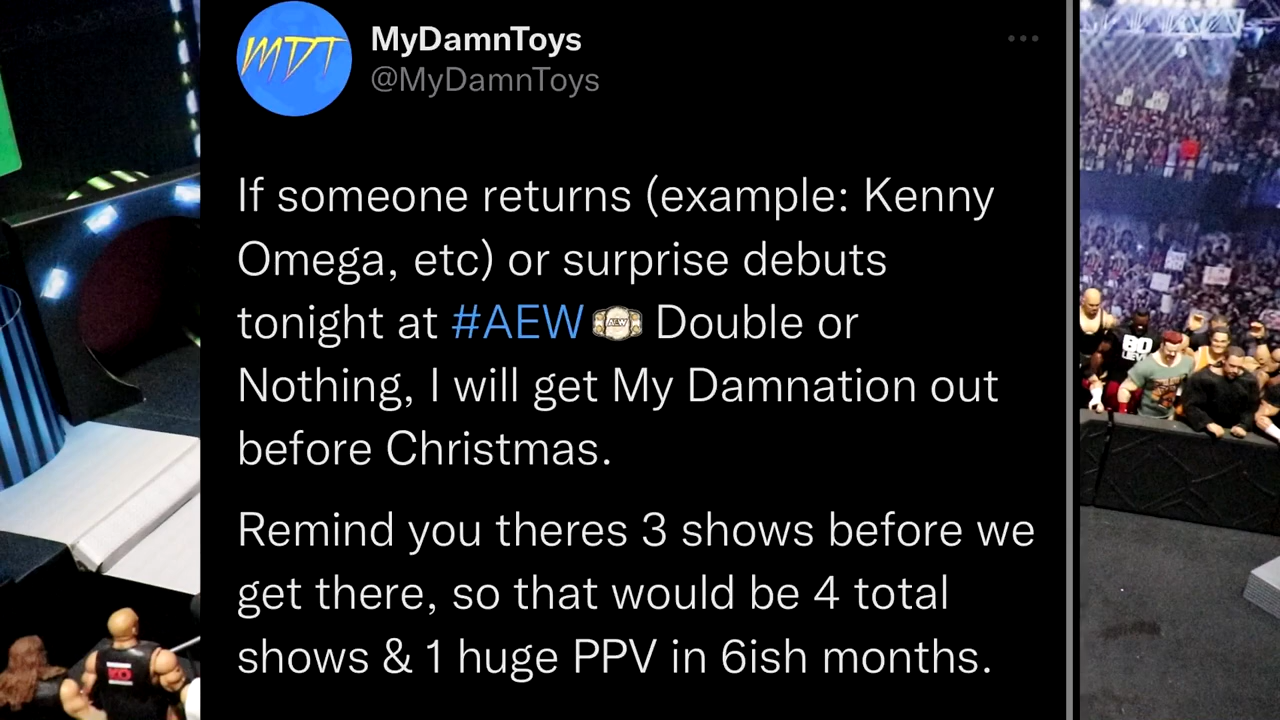 MDT
MyDamnToys
@MyDamnToys
If someone returns (example: Kenny
Omega, etc) or surprise debuts
tonight at #AEW Double or
Nothing, I will get My Damnation out
before Christmas.
Remind you theres 3 shows before we
get there, so that would be 4 total
shows & 1 huge PPV in 6ish months.
KO